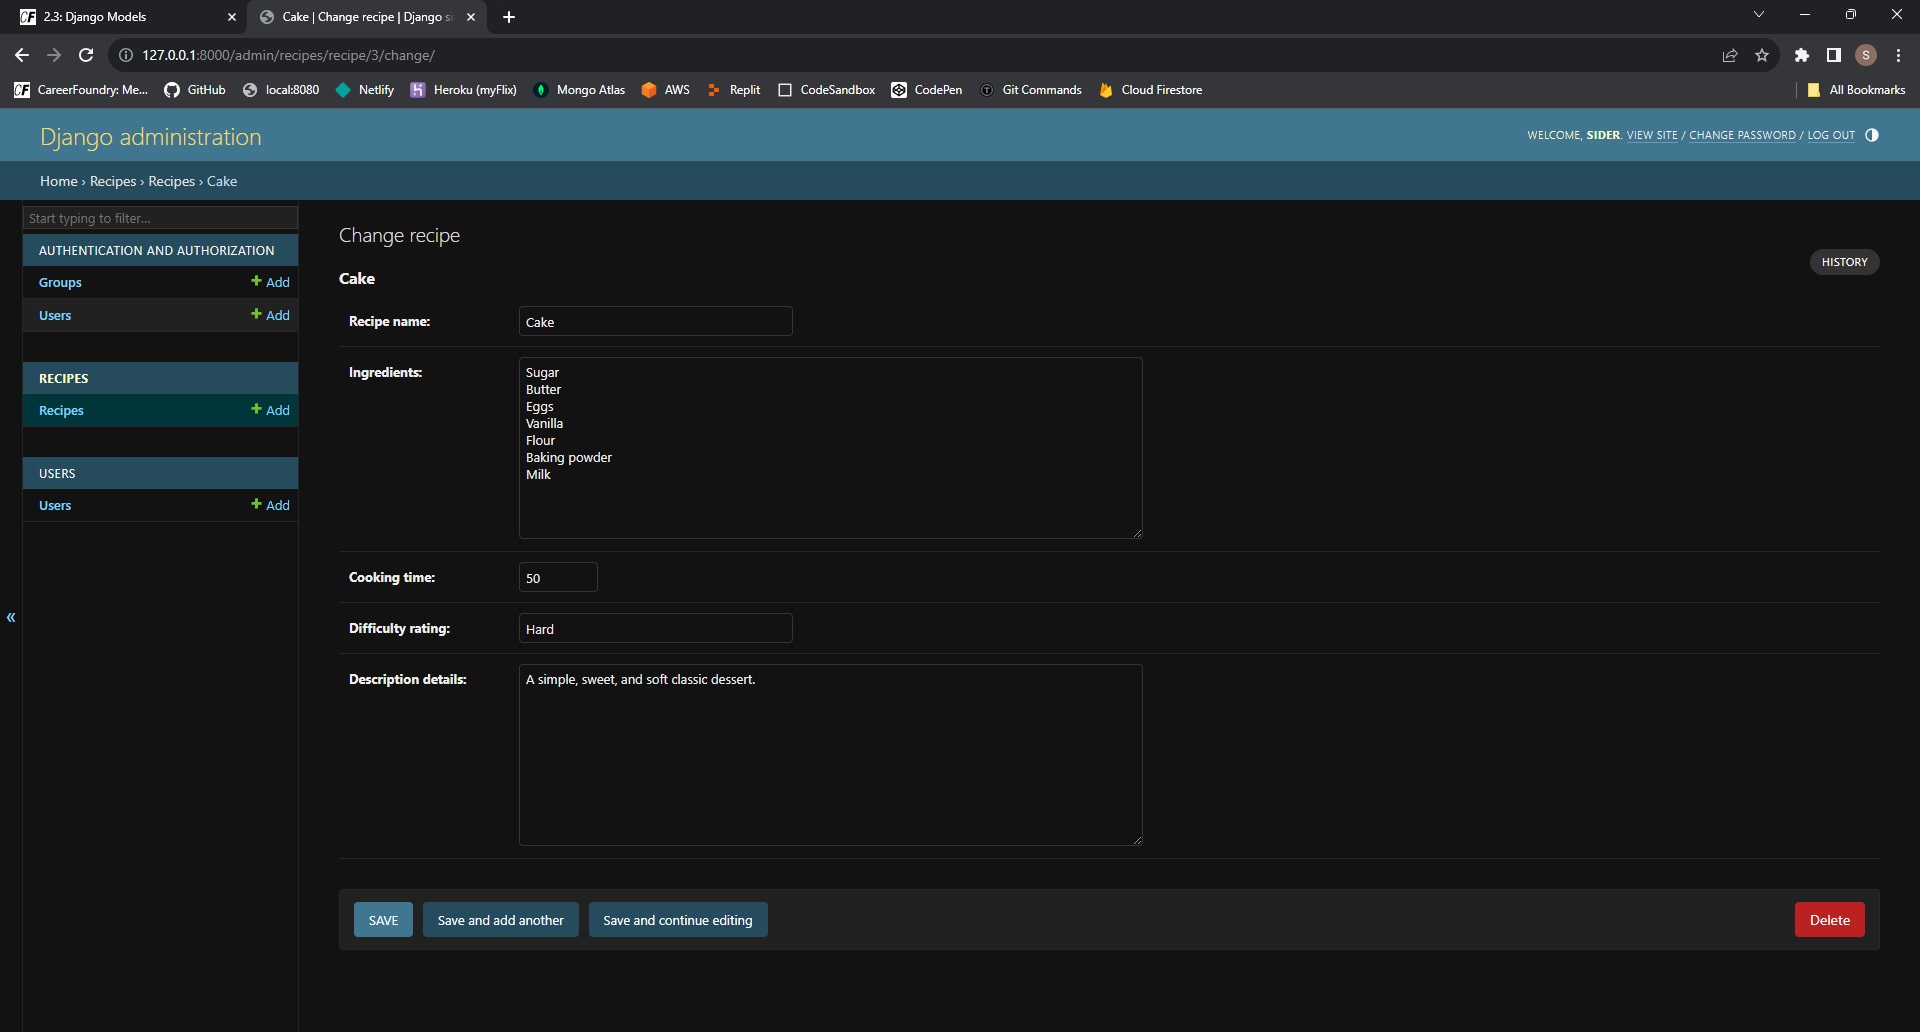 CF 2.3: Django Models
Cake | Change recipe | Django si
127.0.0.1:8000/admin/recipes/recipe/3/change/
S
CF CareerFoundry: Me...
GitHub
local:8080
Netlify
Heroku (myFlix)
Mongo Atlas
AWS
Replit
CodeSandbox
CodePen
Git Commands
Cloud Firestore
All Bookmarks
Django administration
WELCOME, SIDER. VIEW SITE / CHANGE PASSWORD / LOG OUT
Home › Recipes › Recipes › Cake
Start typing to filter...
AUTHENTICATION AND AUTHORIZATION
Groups + Add
Users + Add
RECIPES
Recipes + Add
USERS
Users + Add
«
Change recipe
HISTORY
Cake
Recipe name: Cake
Ingredients:
Sugar
Butter
Eggs
Vanilla
Flour
Baking powder
Milk
Cooking time: 50
Difficulty rating: Hard
Description details: A simple, sweet, and soft classic dessert.
SAVE
Save and add another
Save and continue editing
Delete